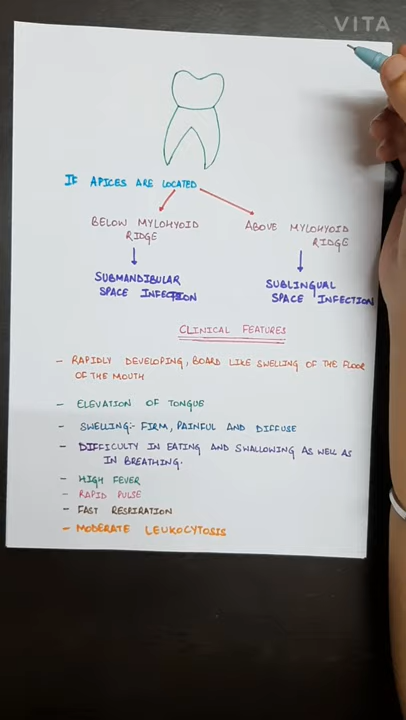 VITA
IF APICES ARE LOCATED
BELOW MYLOHYOID
RIDGE
ABOVE MYLOHYOID
RIDGE
SUBMANDIBULAR
SPACE INFECTION
SUBLINGUAL
SPACE INFECTION
CLINICAL FEATURES
- RAPIDLY DEVELOPING, BOARD LIKE SWELLING OF THE FLOOR
OF THE MOUTH
- ELEVATION OF TONGUE
- SWELLING:- FIRM, PAINFUL AND DIFFUSE
- DIFFICULTY IN EATING AND SWALLOWING AS WELL AS
IN BREATHING.
- HIGH FEVER
- RAPID PULSE
- FAST RESPIRATION
- MODERATE LEUKOCYTOSIS